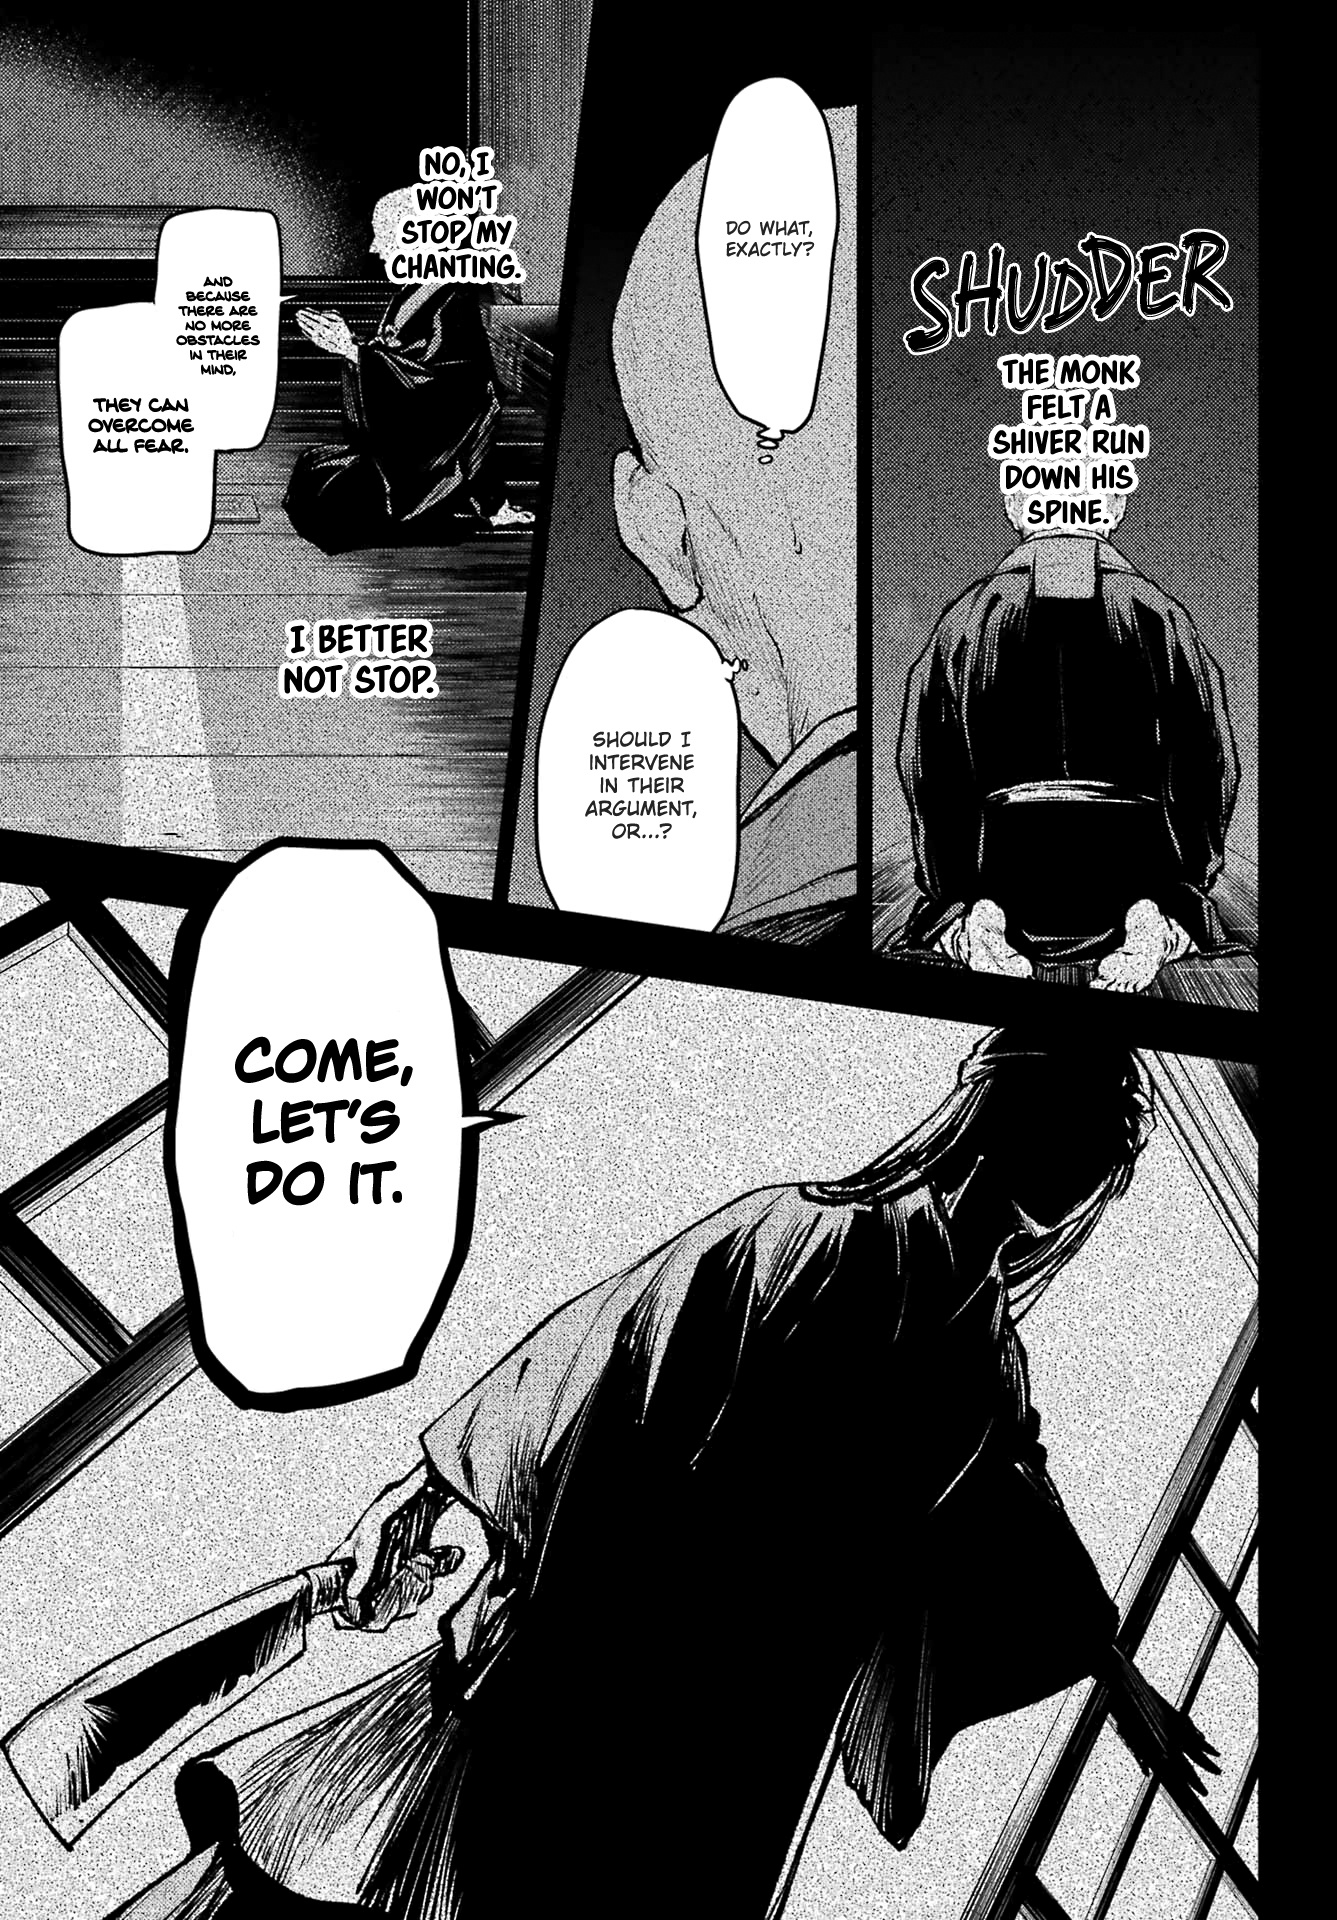 SHUDDER
THE MONK
FELT A
SHIVER RUN
DOWN HIS
SPINE.
DO WHAT,
EXACTLY?
SHOULD I
INTERVENE
IN THEIR
ARGUMENT,
OR...?
NO, I
WON'T
STOP MY
CHANTING.
AND
BECAUSE
THERE ARE
NO MORE
OBSTACLES
IN THEIR
MIND,
THEY CAN
OVERCOME
ALL FEAR.
I BETTER
NOT STOP.
COME,
LET'S
DO IT.